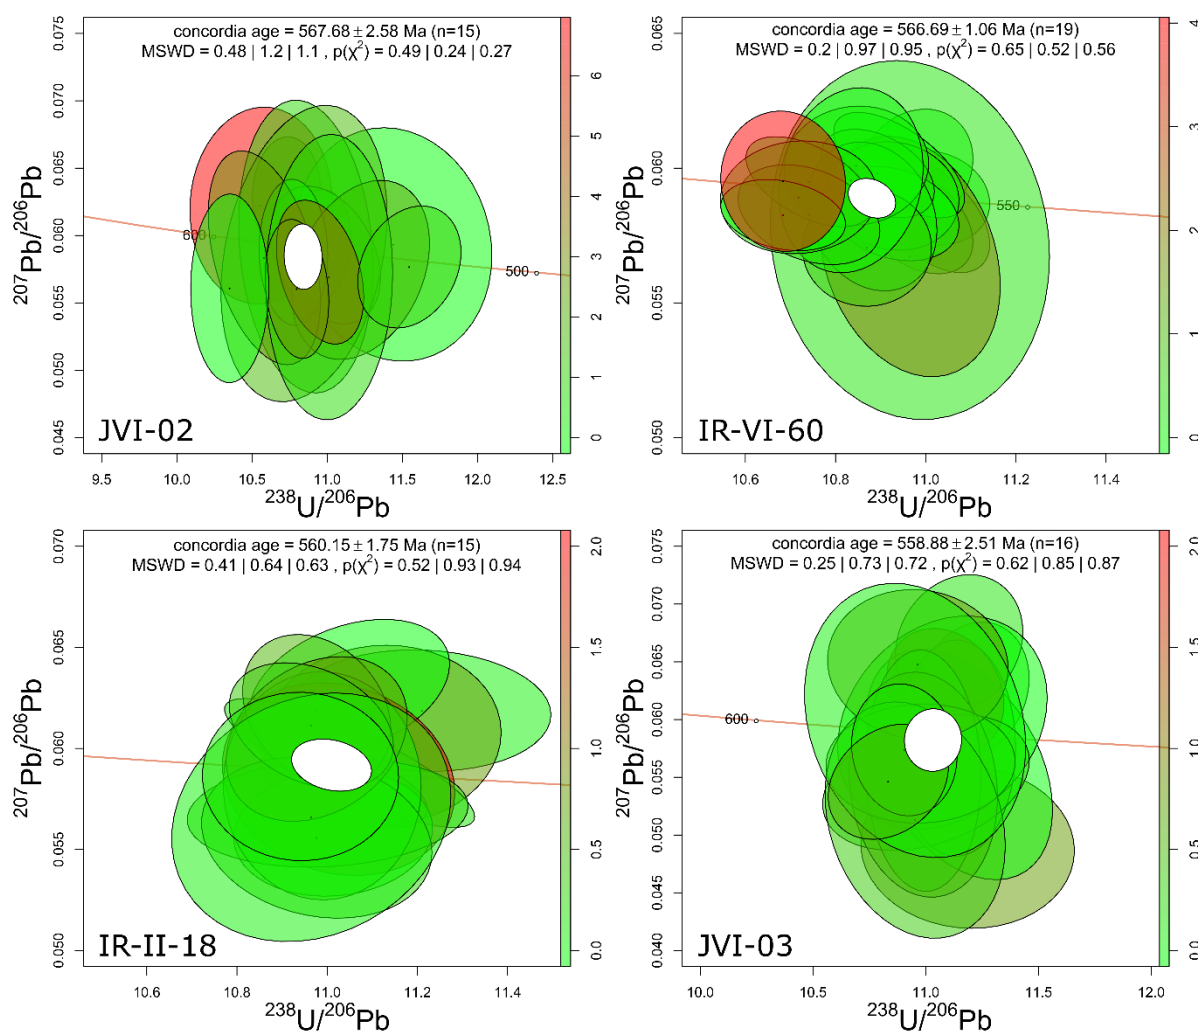 concordia age = 567.68 ± 2.58 Ma (n=15)
MSWD = 0.48 | 1.2 | 1.1 , p(χ²) = 0.49 | 0.24 | 0.27
0.075
0.070
0.065
0.060
0.055
0.050
0.045
²⁰⁷Pb/²⁰⁶Pb
600
500
6
5
4
3
2
1
0
JVI-02
9.5 10.0 10.5 11.0 11.5 12.0 12.5
²³⁸U/²⁰⁶Pb
concordia age = 566.69 ± 1.06 Ma (n=19)
MSWD = 0.2 | 0.97 | 0.95 , p(χ²) = 0.65 | 0.52 | 0.56
0.065
0.060
0.055
0.050
²⁰⁷Pb/²⁰⁶Pb
550
4
3
2
1
0
IR-VI-60
10.6 10.8 11.0 11.2 11.4
²³⁸U/²⁰⁶Pb
concordia age = 560.15 ± 1.75 Ma (n=15)
MSWD = 0.41 | 0.64 | 0.63 , p(χ²) = 0.52 | 0.93 | 0.94
0.070
0.065
0.060
0.055
0.050
²⁰⁷Pb/²⁰⁶Pb
2.0
1.5
1.0
0.5
0.0
IR-II-18
10.6 10.8 11.0 11.2 11.4
²³⁸U/²⁰⁶Pb
concordia age = 558.88 ± 2.51 Ma (n=16)
MSWD = 0.25 | 0.73 | 0.72 , p(χ²) = 0.62 | 0.85 | 0.87
0.075
0.070
0.065
0.060
0.055
0.050
0.045
0.040
²⁰⁷Pb/²⁰⁶Pb
600
2.0
1.5
1.0
0.5
0.0
JVI-03
10.0 10.5 11.0 11.5 12.0
²³⁸U/²⁰⁶Pb